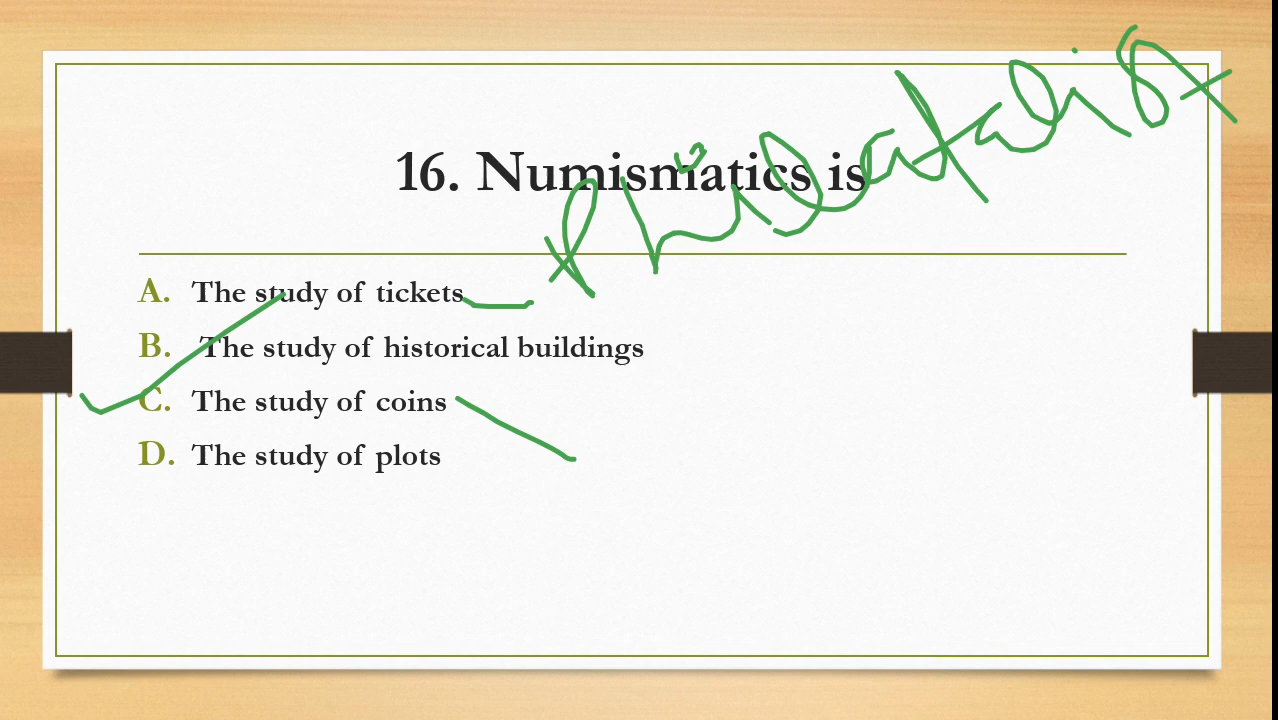 16. Numismatics is
Philatalist
A. The study of tickets
B. The study of historical buildings
C. The study of coins
D. The study of plots